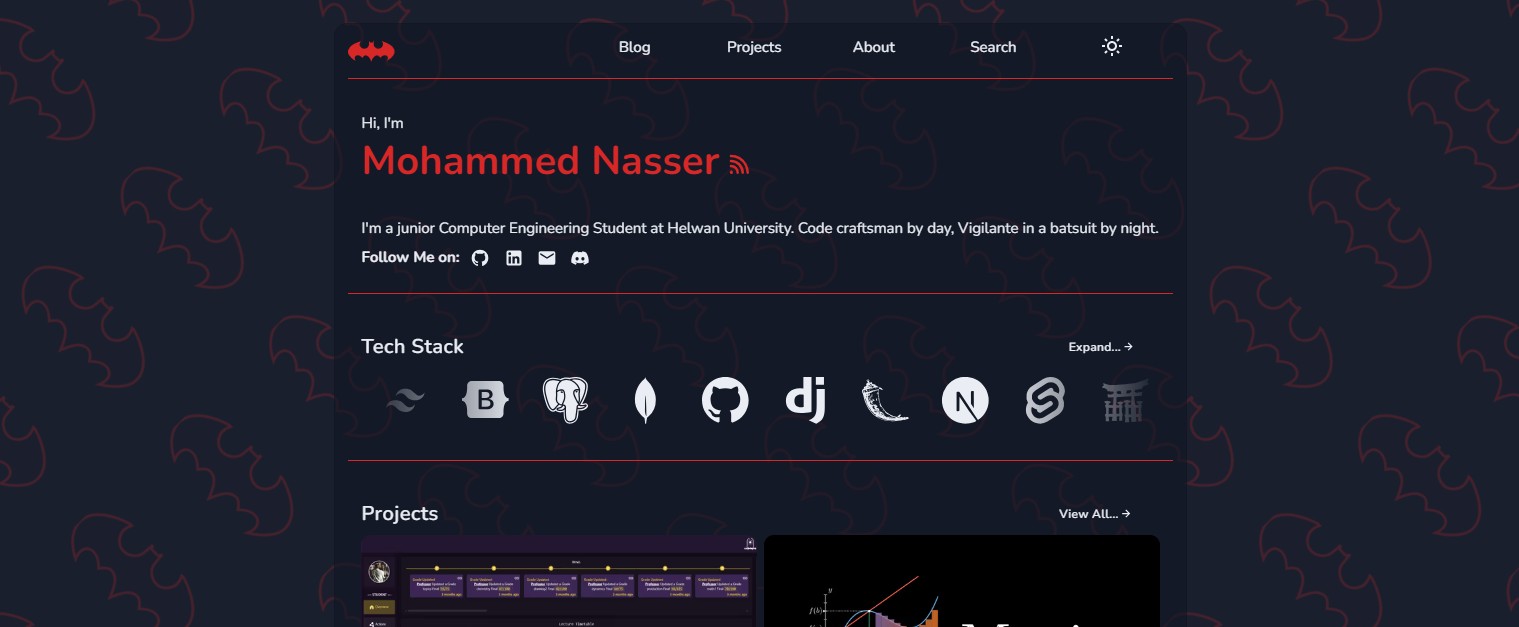 Blog Projects About Search
Hi, I'm
Mohammed Nasser
I'm a junior Computer Engineering Student at Helwan University. Code craftsman by day, Vigilante in a batsuit by night.
Follow Me on:
Tech Stack
Expand... →
B
dj
N
Projects
View All... →